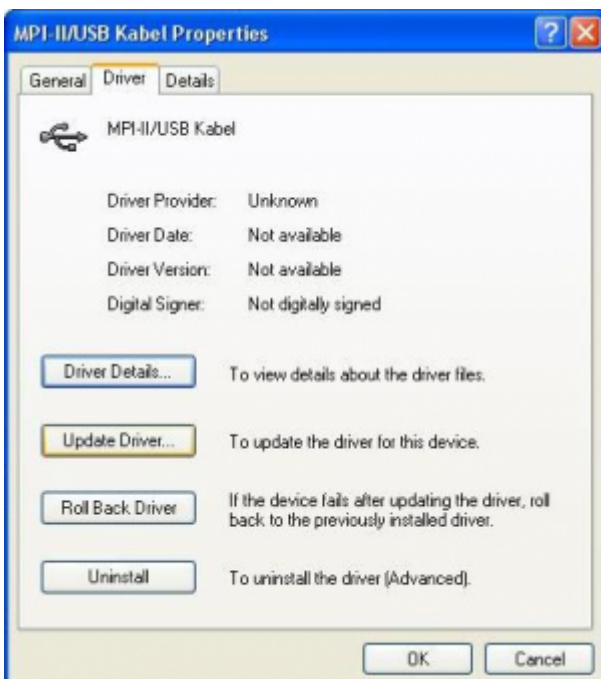 MPI-II/USB Kabel Properties
General Driver Details
MPI-II/USB Kabel
Driver Provider: Unknown
Driver Date: Not available
Driver Version: Not available
Digital Signer: Not digitally signed
Driver Details... To view details about the driver files.
Update Driver... To update the driver for this device.
Roll Back Driver If the device fails after updating the driver, roll
back to the previously installed driver.
Uninstall To uninstall the driver (Advanced).
OK Cancel